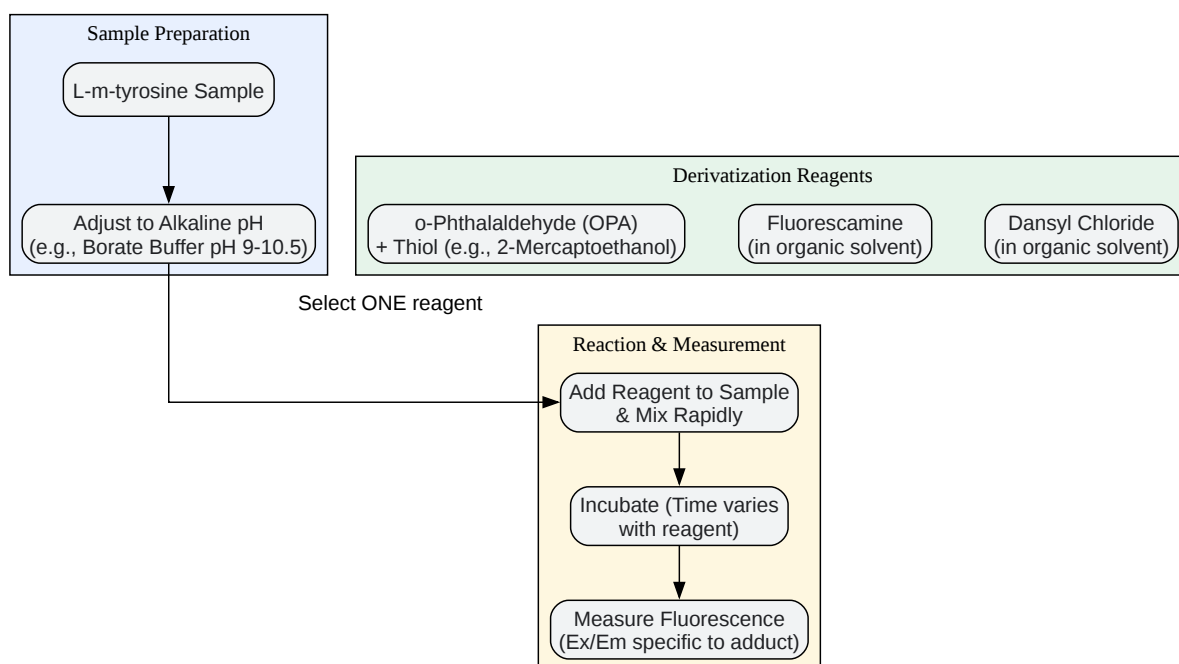 Sample Preparation
L-m-tyrosine Sample
Adjust to Alkaline pH
(e.g., Borate Buffer pH 9-10.5)
Derivatization Reagents
o-Phthalaldehyde (OPA)
+ Thiol (e.g., 2-Mercaptoethanol)
Fluorescamine
(in organic solvent)
Dansyl Chloride
(in organic solvent)
Select ONE reagent
Reaction & Measurement
Add Reagent to Sample
& Mix Rapidly
Incubate (Time varies
with reagent)
Measure Fluorescence
(Ex/Em specific to adduct)